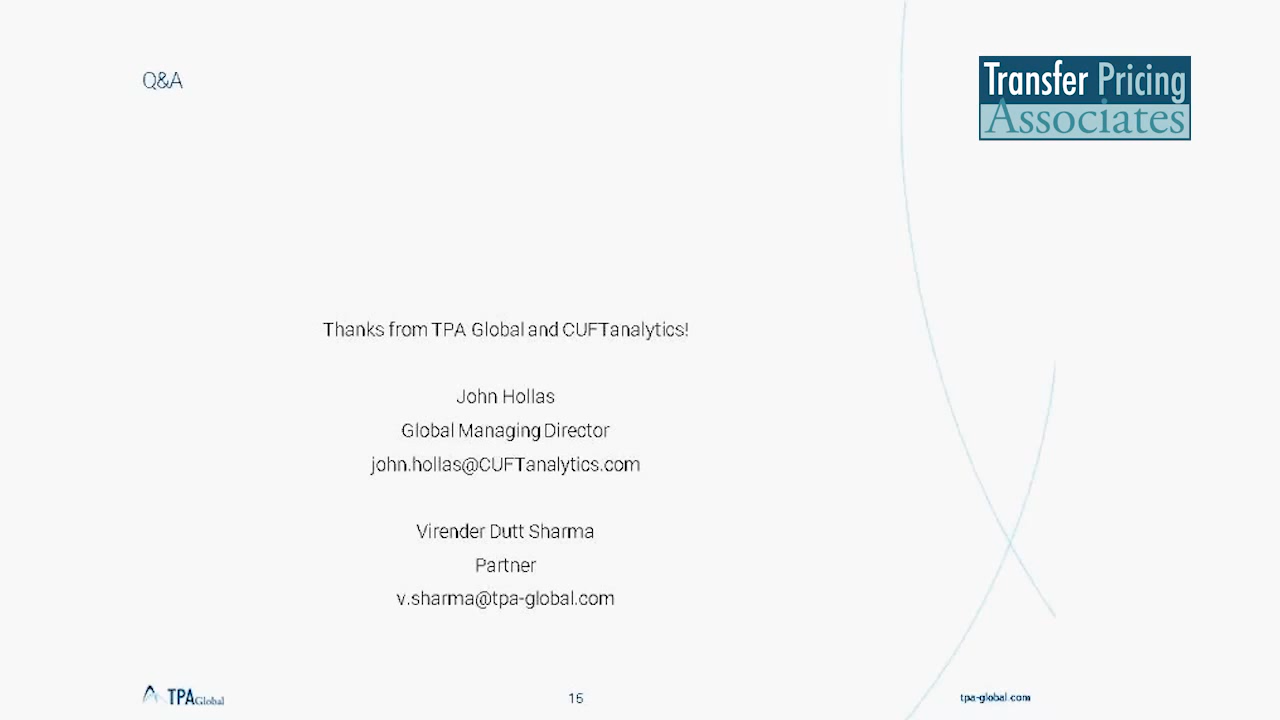 Q&A
Transfer Pricing
Associates
Thanks from TPA Global and CUFTanalytics!
John Hollas
Global Managing Director
john.hollas@CUFTanalytics.com
Virender Dutt Sharma
Partner
v.sharma@tpa-global.com
TPA Global
15
tpa-global.com